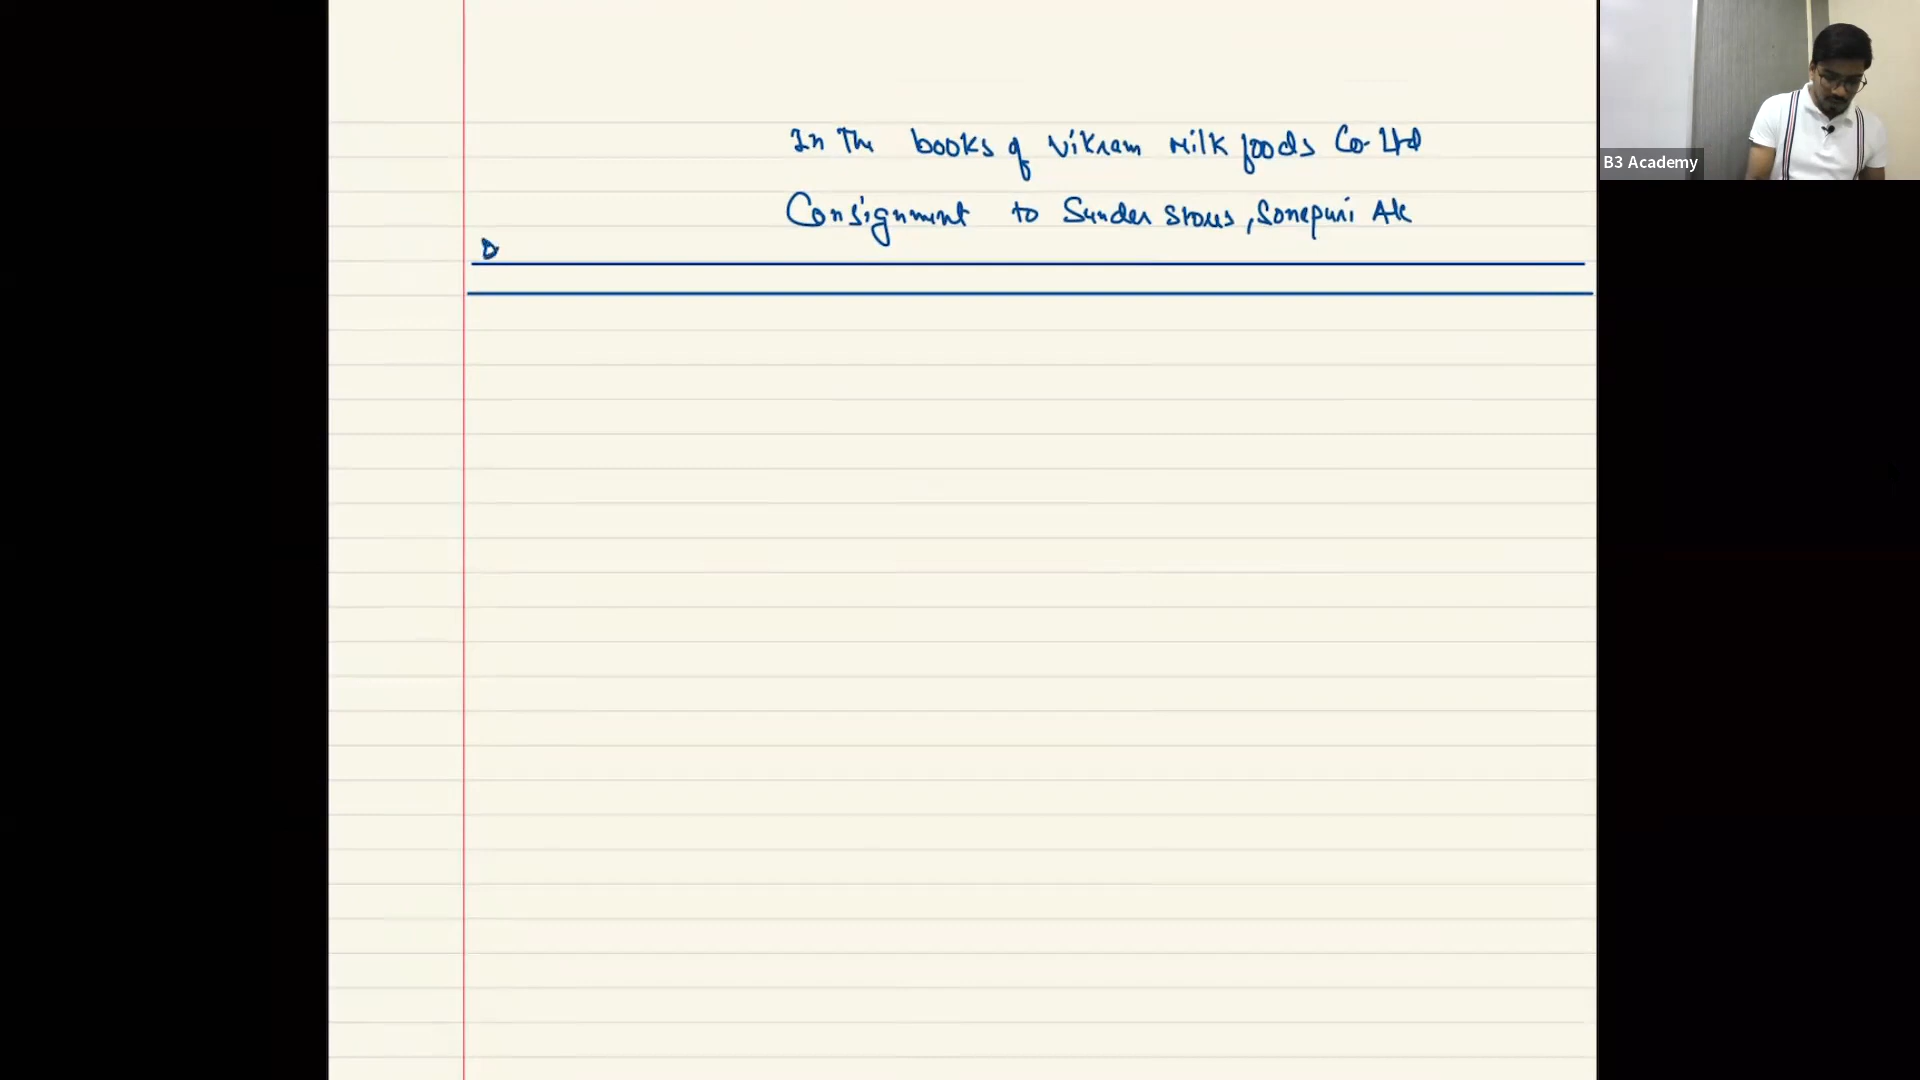 In The books of Vikram Milk foods Co. Ltd
Consignment to Sunder Stores, Sonepuri A/c
D
B3 Academy